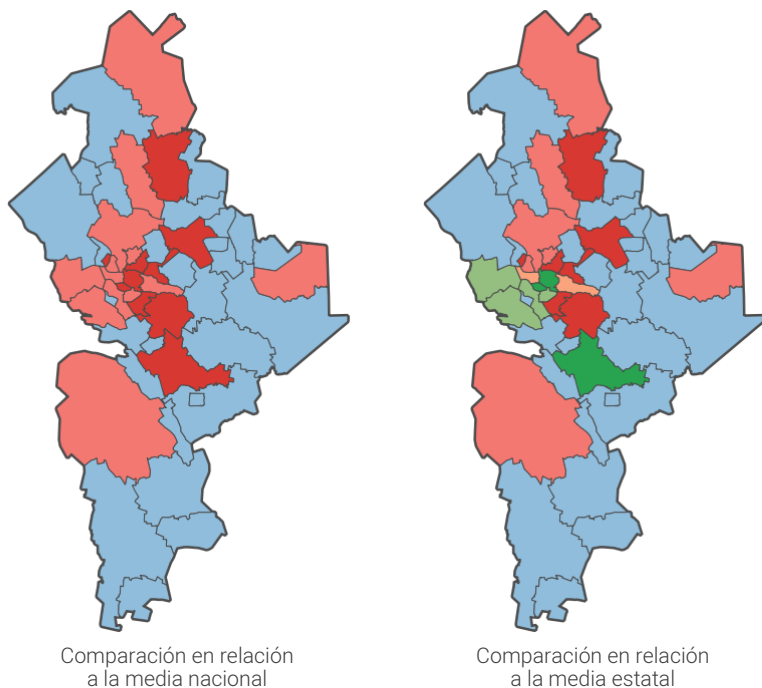 Comparación en relación
a la media nacional
Comparación en relación
a la media estatal